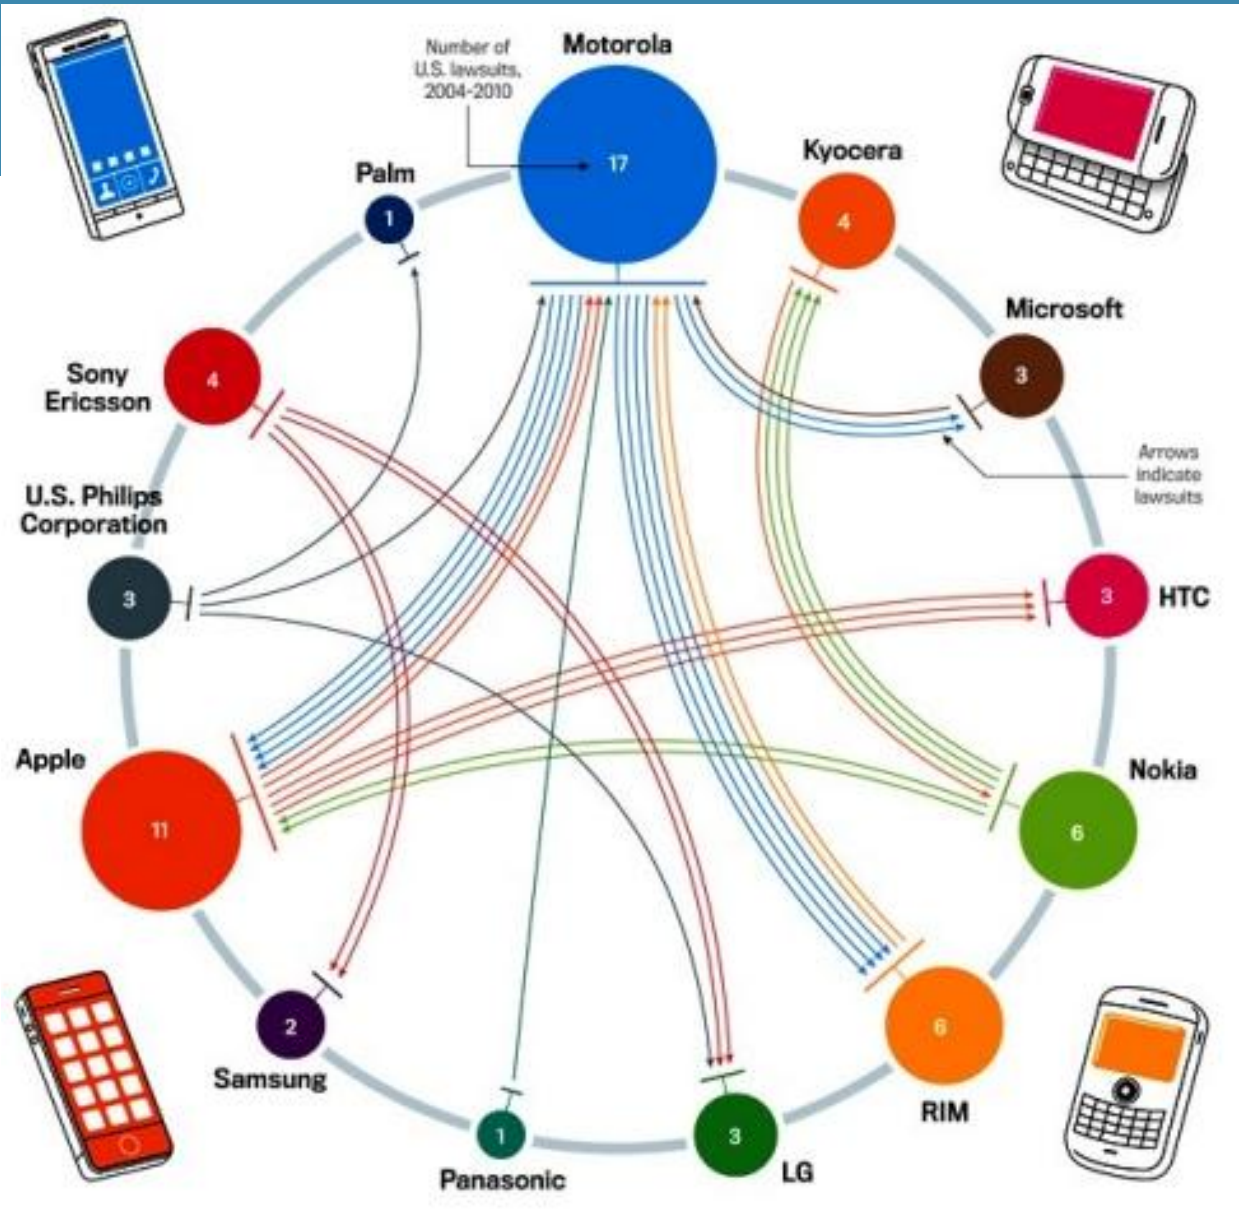 Number of
U.S. lawsuits,
2004-2010
Motorola
17
Kyocera
4
Palm
1
Microsoft
3
Sony
Ericsson
4
Arrows
indicate
lawsuits
U.S. Philips
Corporation
3
3
HTC
Apple
11
Nokia
6
2
Samsung
6
RIM
1
Panasonic
3
LG